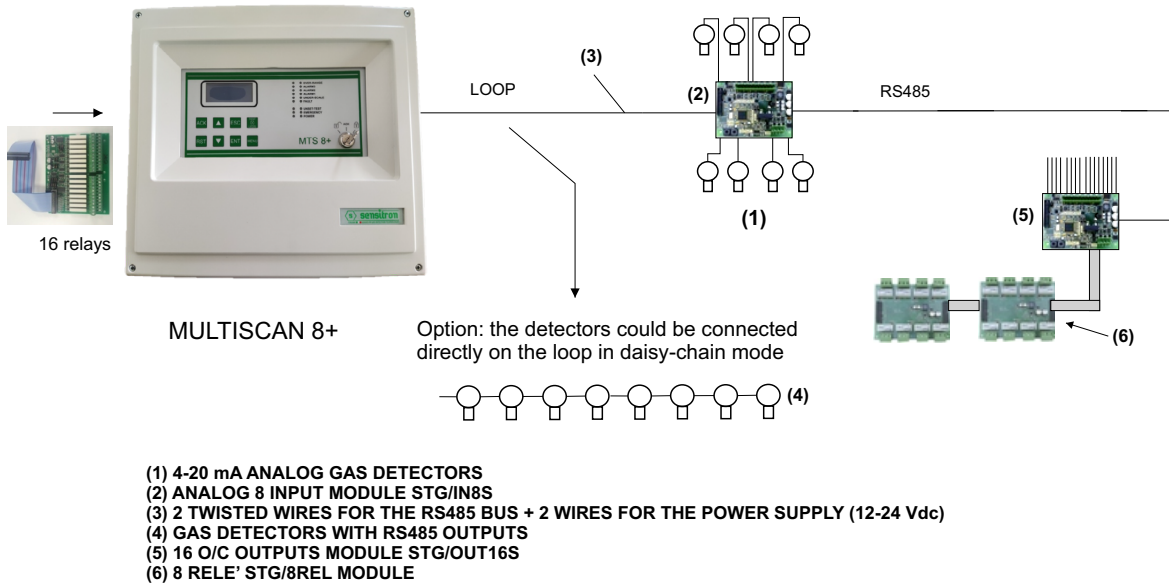 (3)
(2)
LOOP
RS485
MTS 8+
sensitron
16 relays
(1)
(5)
(6)
MULTISCAN 8+
Option: the detectors could be connected
directly on the loop in daisy-chain mode
(4)
(1) 4-20 mA ANALOG GAS DETECTORS
(2) ANALOG 8 INPUT MODULE STG/IN8S
(3) 2 TWISTED WIRES FOR THE RS485 BUS + 2 WIRES FOR THE POWER SUPPLY (12-24 Vdc)
(4) GAS DETECTORS WITH RS485 OUTPUTS
(5) 16 O/C OUTPUTS MODULE STG/OUT16S
(6) 8 RELE' STG/8REL MODULE